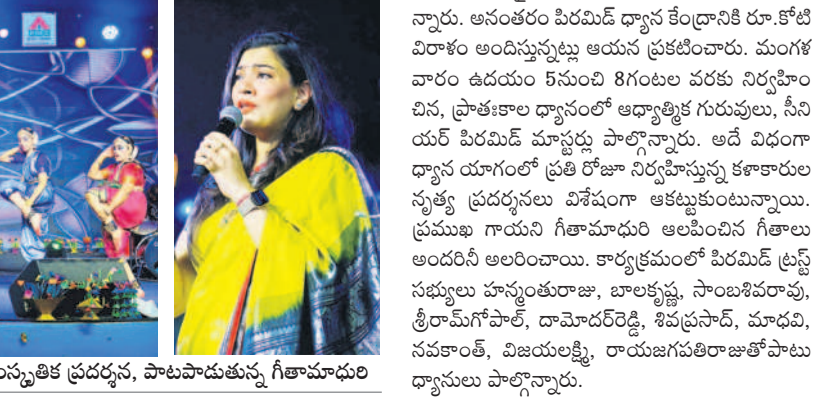 న్నారు. అనంతరం పిరమిడ్ ధ్యాన కేంద్రానికి రూ.కోటి
విరాళం అందిస్తున్నట్లు ఆయన ప్రకటించారు. మంగళ
వారం ఉదయం 5నుంచి 8గంటల వరకు నిర్వహిం
చిన, ప్రాతఃకాల ధ్యానంలో ఆధ్యాత్మిక గురువులు, సీని
యర్ పిరమిడ్ మాస్టర్లు పాల్గొన్నారు. అదే విధంగా
ధ్యాన యాగంలో ప్రతి రోజూ నిర్వహిస్తున్న కళాకారుల
నృత్య ప్రదర్శనలు విశేషంగా ఆకట్టుకుంటున్నాయి.
ప్రముఖ గాయని గీతామాధురి ఆలపించిన గీతాలు
అందరినీ అలరించాయి. కార్యక్రమంలో పిరమిడ్ ట్రస్ట్
సభ్యులు హన్మంతురాజు, బాలకృష్ణ, సాంబశివరావు,
శ్రీరామ్‌గోపాల్, దామోదర్‌రెడ్డి, శివప్రసాద్, మాధవి,
నవకాంత్, విజయలక్ష్మి, రాయజగపతిరాజుతోపాటు
ధ్యానులు పాల్గొన్నారు.
ంస్కృతిక ప్రదర్శన, పాటపాడుతున్న గీతామాధురి